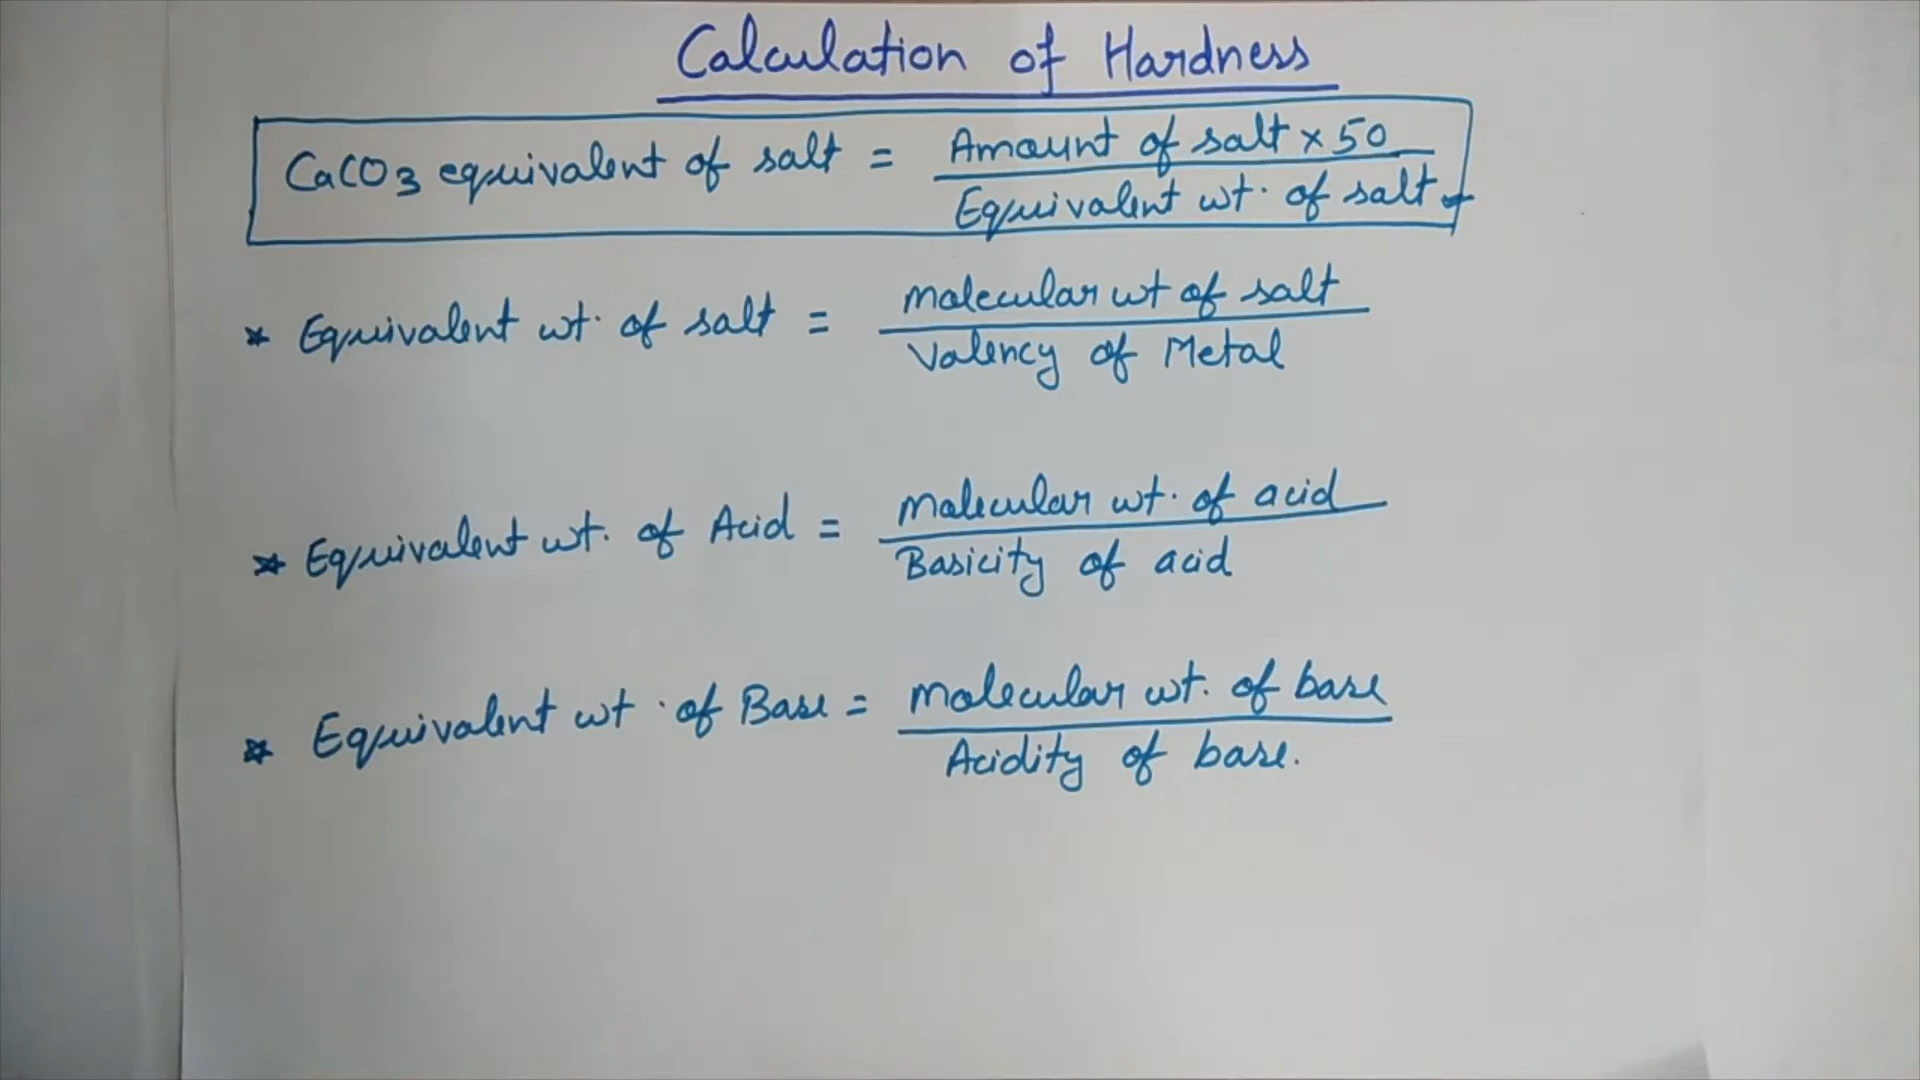 Calculation of Hardness
CaCO3 equivalent of salt = Amount of salt x 50
Equivalent wt. of salt
* Equivalent wt. of salt = Molecular wt of salt
Valency of Metal
* Equivalent wt. of Acid = Molecular wt. of acid
Basicity of acid
* Equivalent wt. of Base = Molecular wt. of base
Acidity of base.